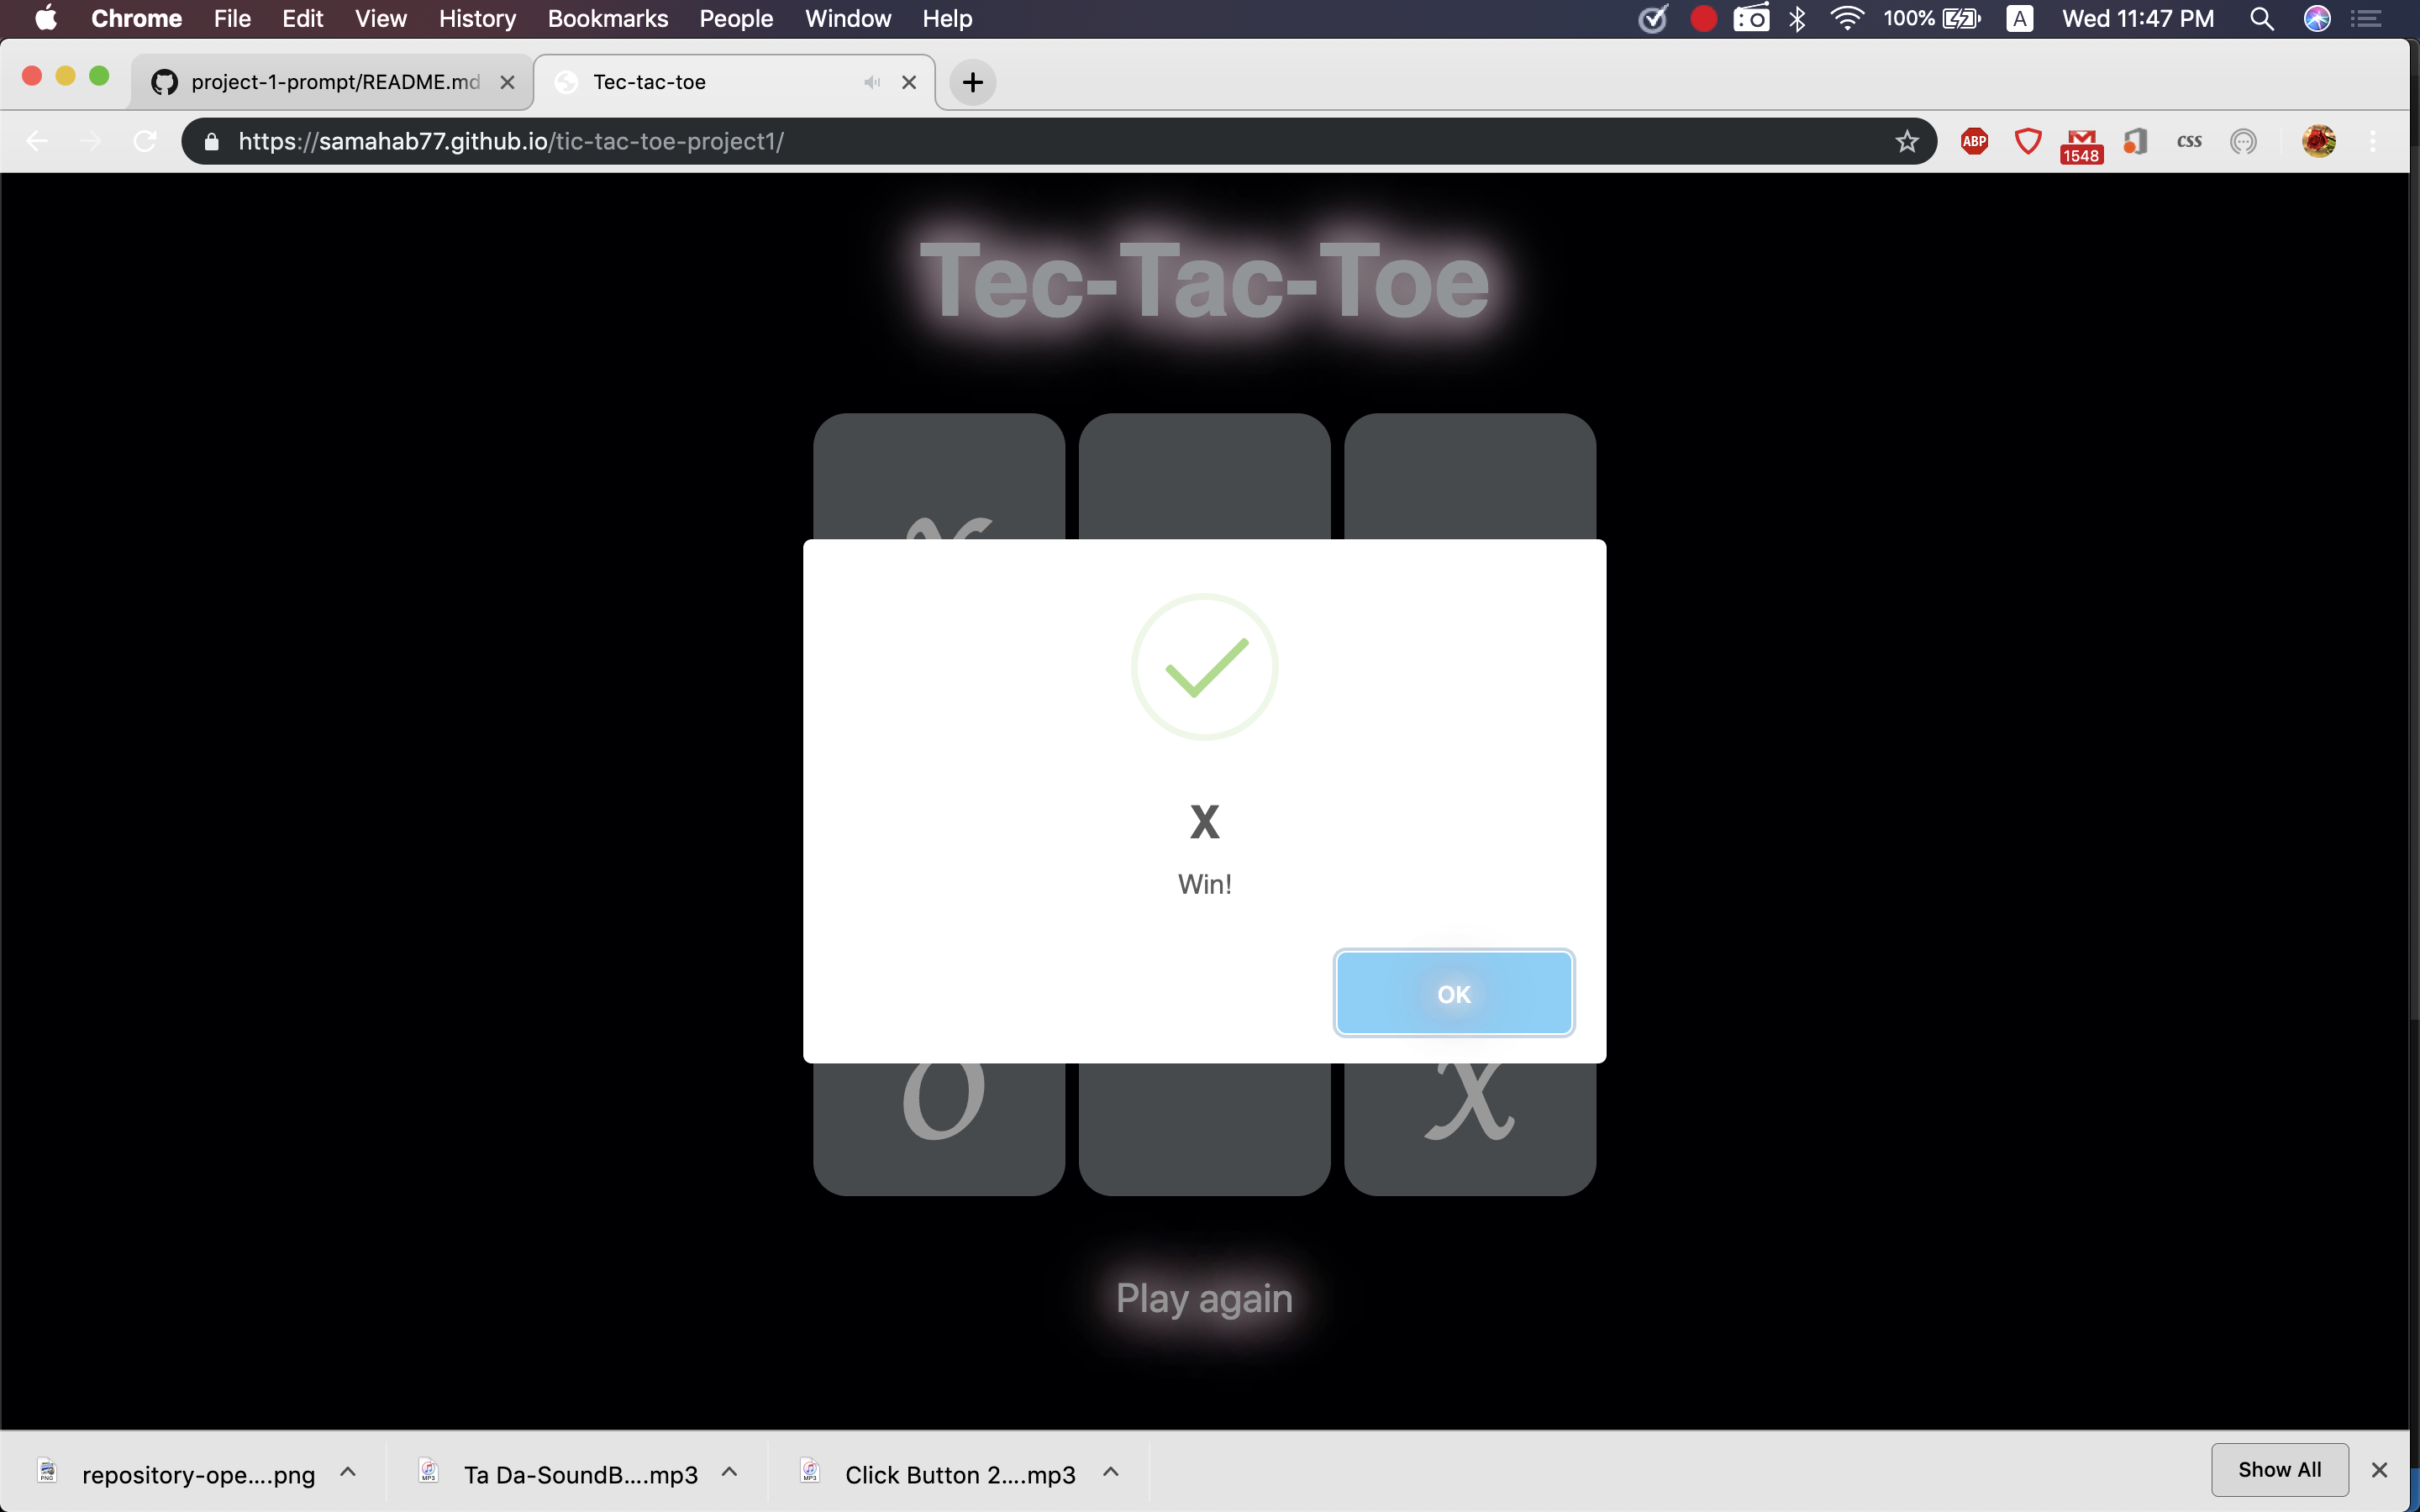 Chrome File Edit View History Bookmarks People Window Help 100% A Wed 11:47 PM
project-1-prompt/README.md Tec-tac-toe
https://samahab77.github.io/tic-tac-toe-project1/ ABP 1548 css
Tec-Tac-Toe
X
X
Win!
OK
O X
Play again
repository-ope....png Ta Da-SoundB....mp3 Click Button 2....mp3 Show All